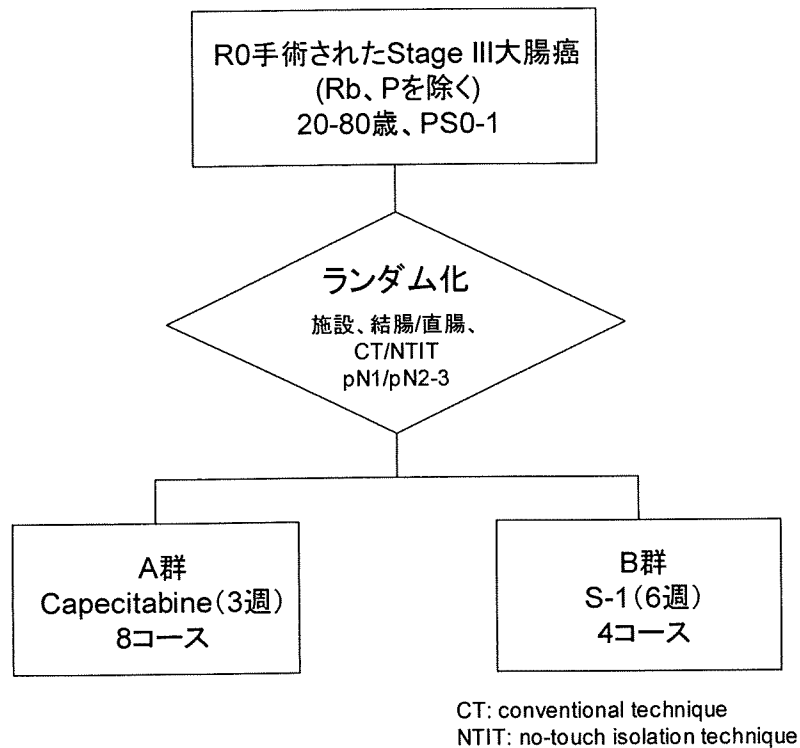 R0手術されたStage III大腸癌
(Rb、Pを除く)
20-80歳、PS0-1
ランダム化
施設、結腸/直腸、
CT/NTIT
pN1/pN2-3
A群
Capecitabine(3週)
8コース
B群
S-1(6週)
4コース
CT: conventional technique
NTIT: no-touch isolation technique